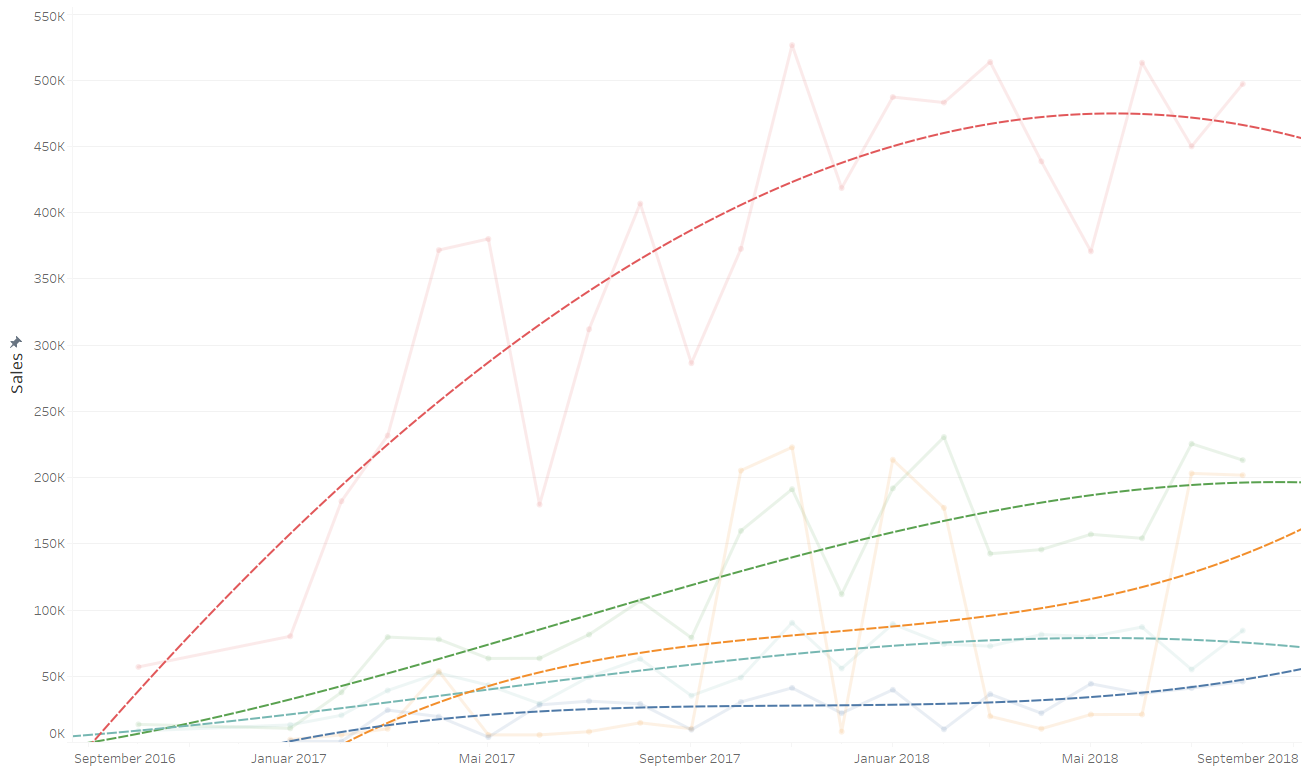 550K
500K
450K
400K
350K
300K
250K
200K
150K
100K
50K
0K
Sales
September 2016 Januar 2017 Mai 2017 September 2017 Januar 2018 Mai 2018 September 2018